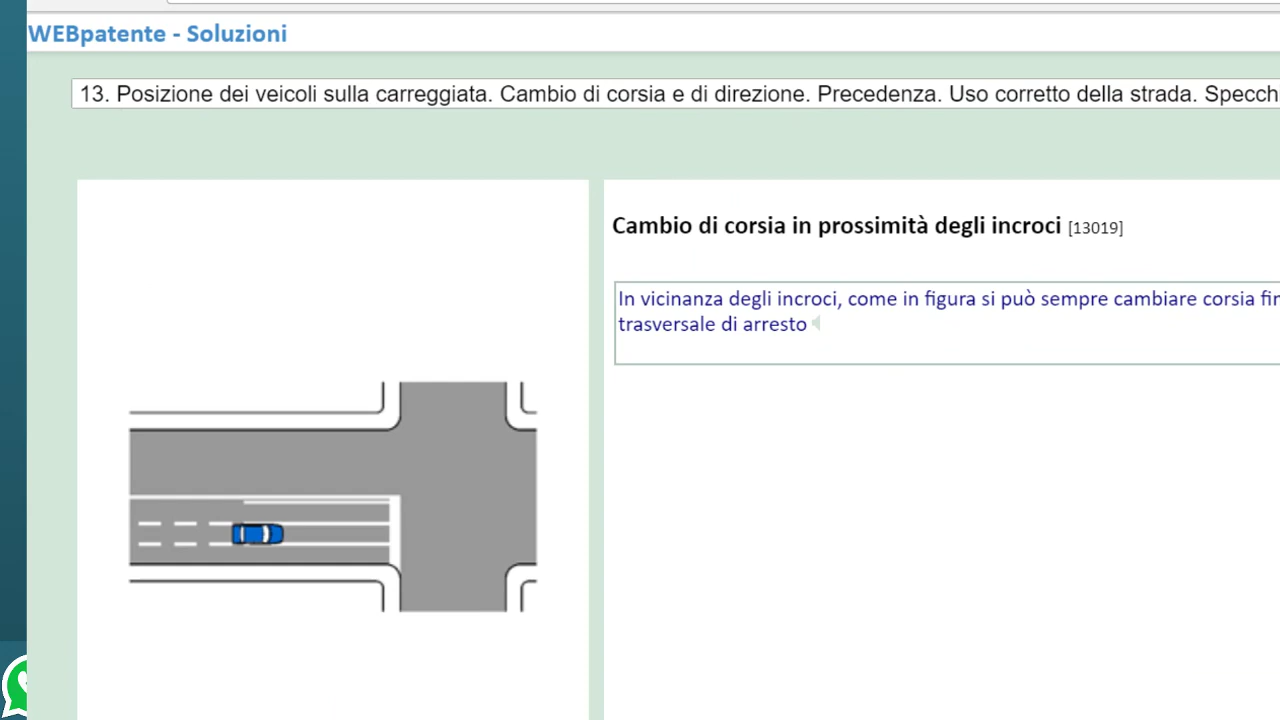 WEBpatente - Soluzioni
13. Posizione dei veicoli sulla carreggiata. Cambio di corsia e di direzione. Precedenza. Uso corretto della strada.
Cambio di corsia in prossimità degli incroci [13019]
In vicinanza degli incroci, come in figura si può sempre cambiare corsia
trasversale di arresto